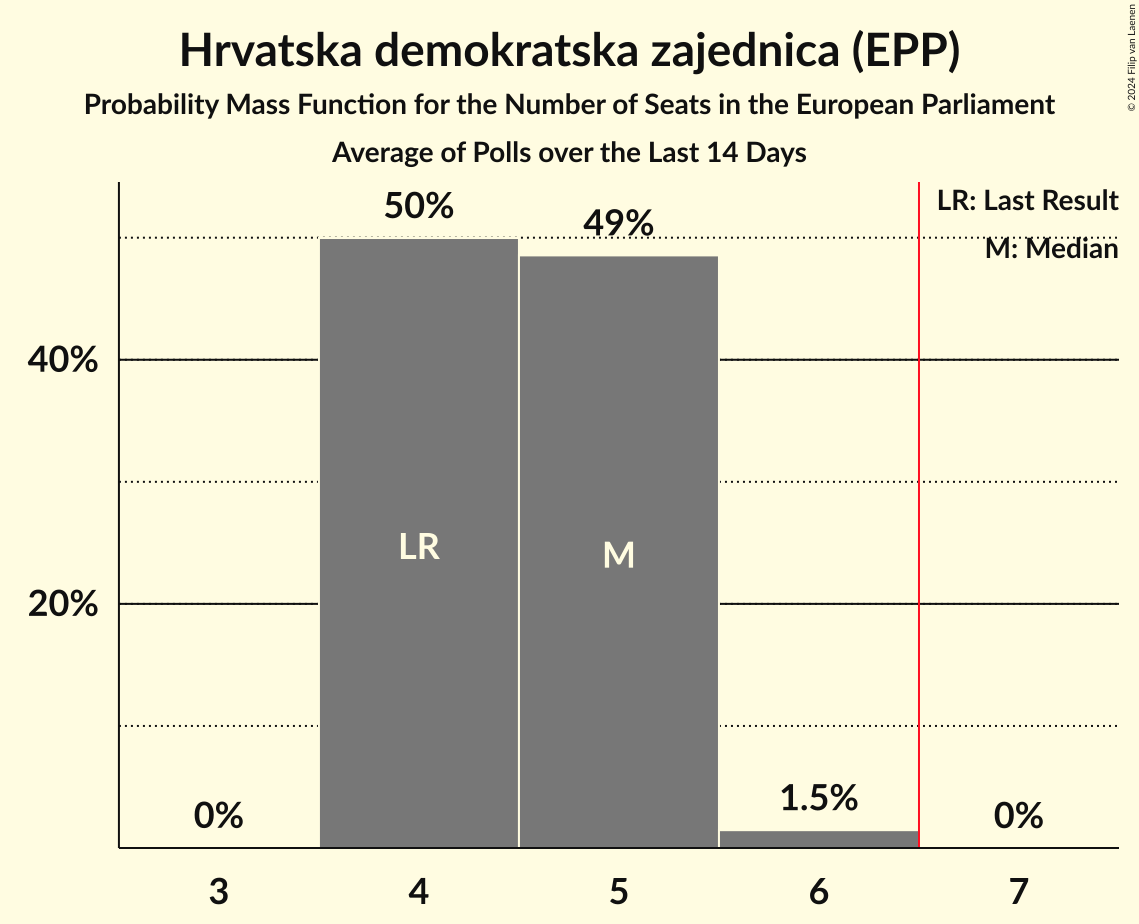 Hrvatska demokratska zajednica (EPP)
Probability Mass Function for the Number of Seats in the European Parliament
Average of Polls over the Last 14 Days
© 2024 Filip van Laenen
LR: Last Result
M: Median
50%
49%
40%
LR
M
20%
1.5%
0%
0%
3
4
5
6
7